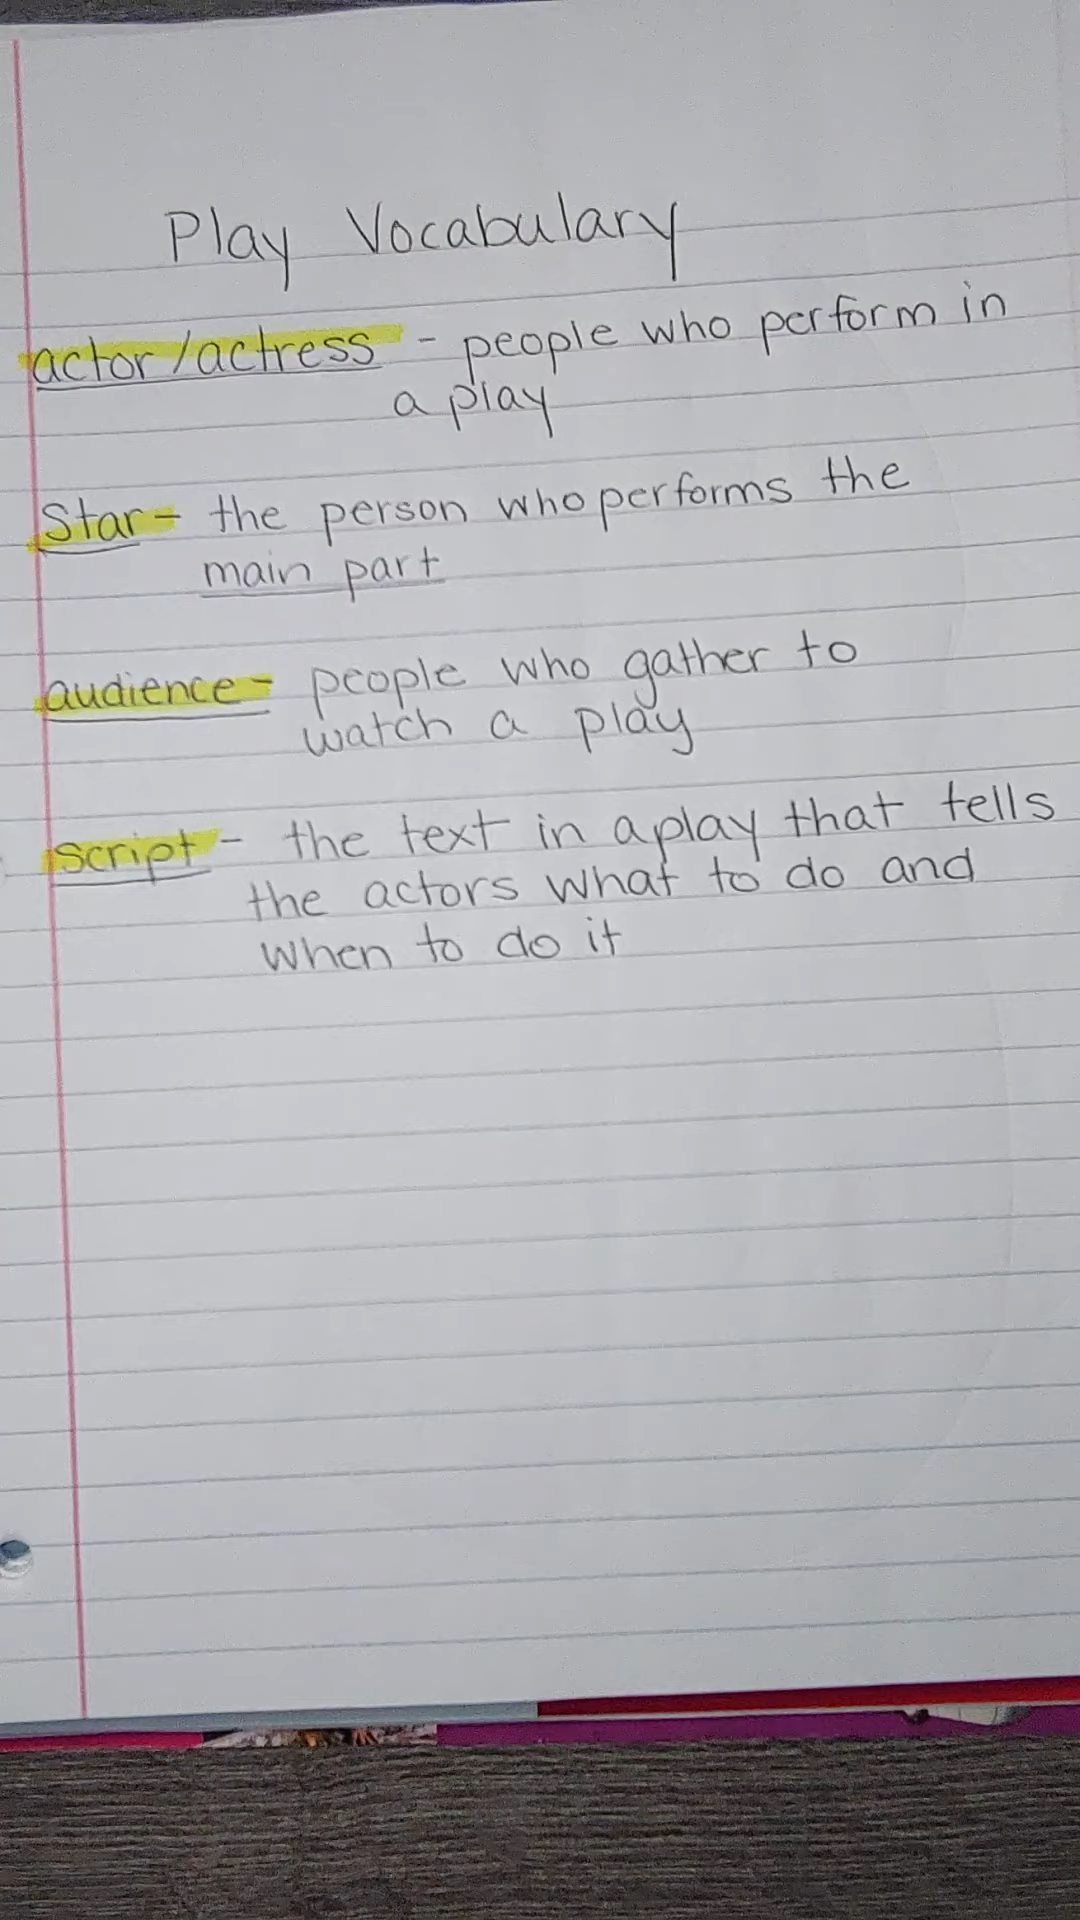 Play Vocabulary
actor/actress - people who perform in
a play
Star - the person who performs the
main part
audience - people who gather to
watch a play
script - the text in a play that tells
the actors what to do and
when to do it